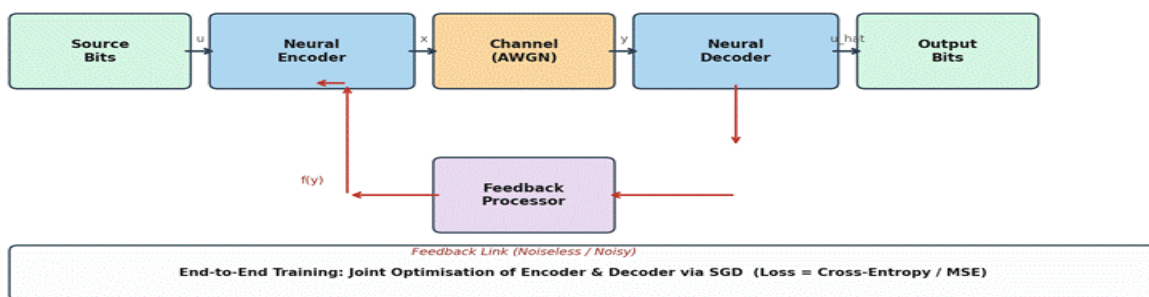 Source
Bits
u
Neural
Encoder
x
Channel
(AWGN)
y
Neural
Decoder
u_hat
Output
Bits
f(y)
Feedback
Processor
Feedback Link (Noiseless / Noisy)
End-to-End Training: Joint Optimisation of Encoder & Decoder via SGD (Loss = Cross-Entropy / MSE)